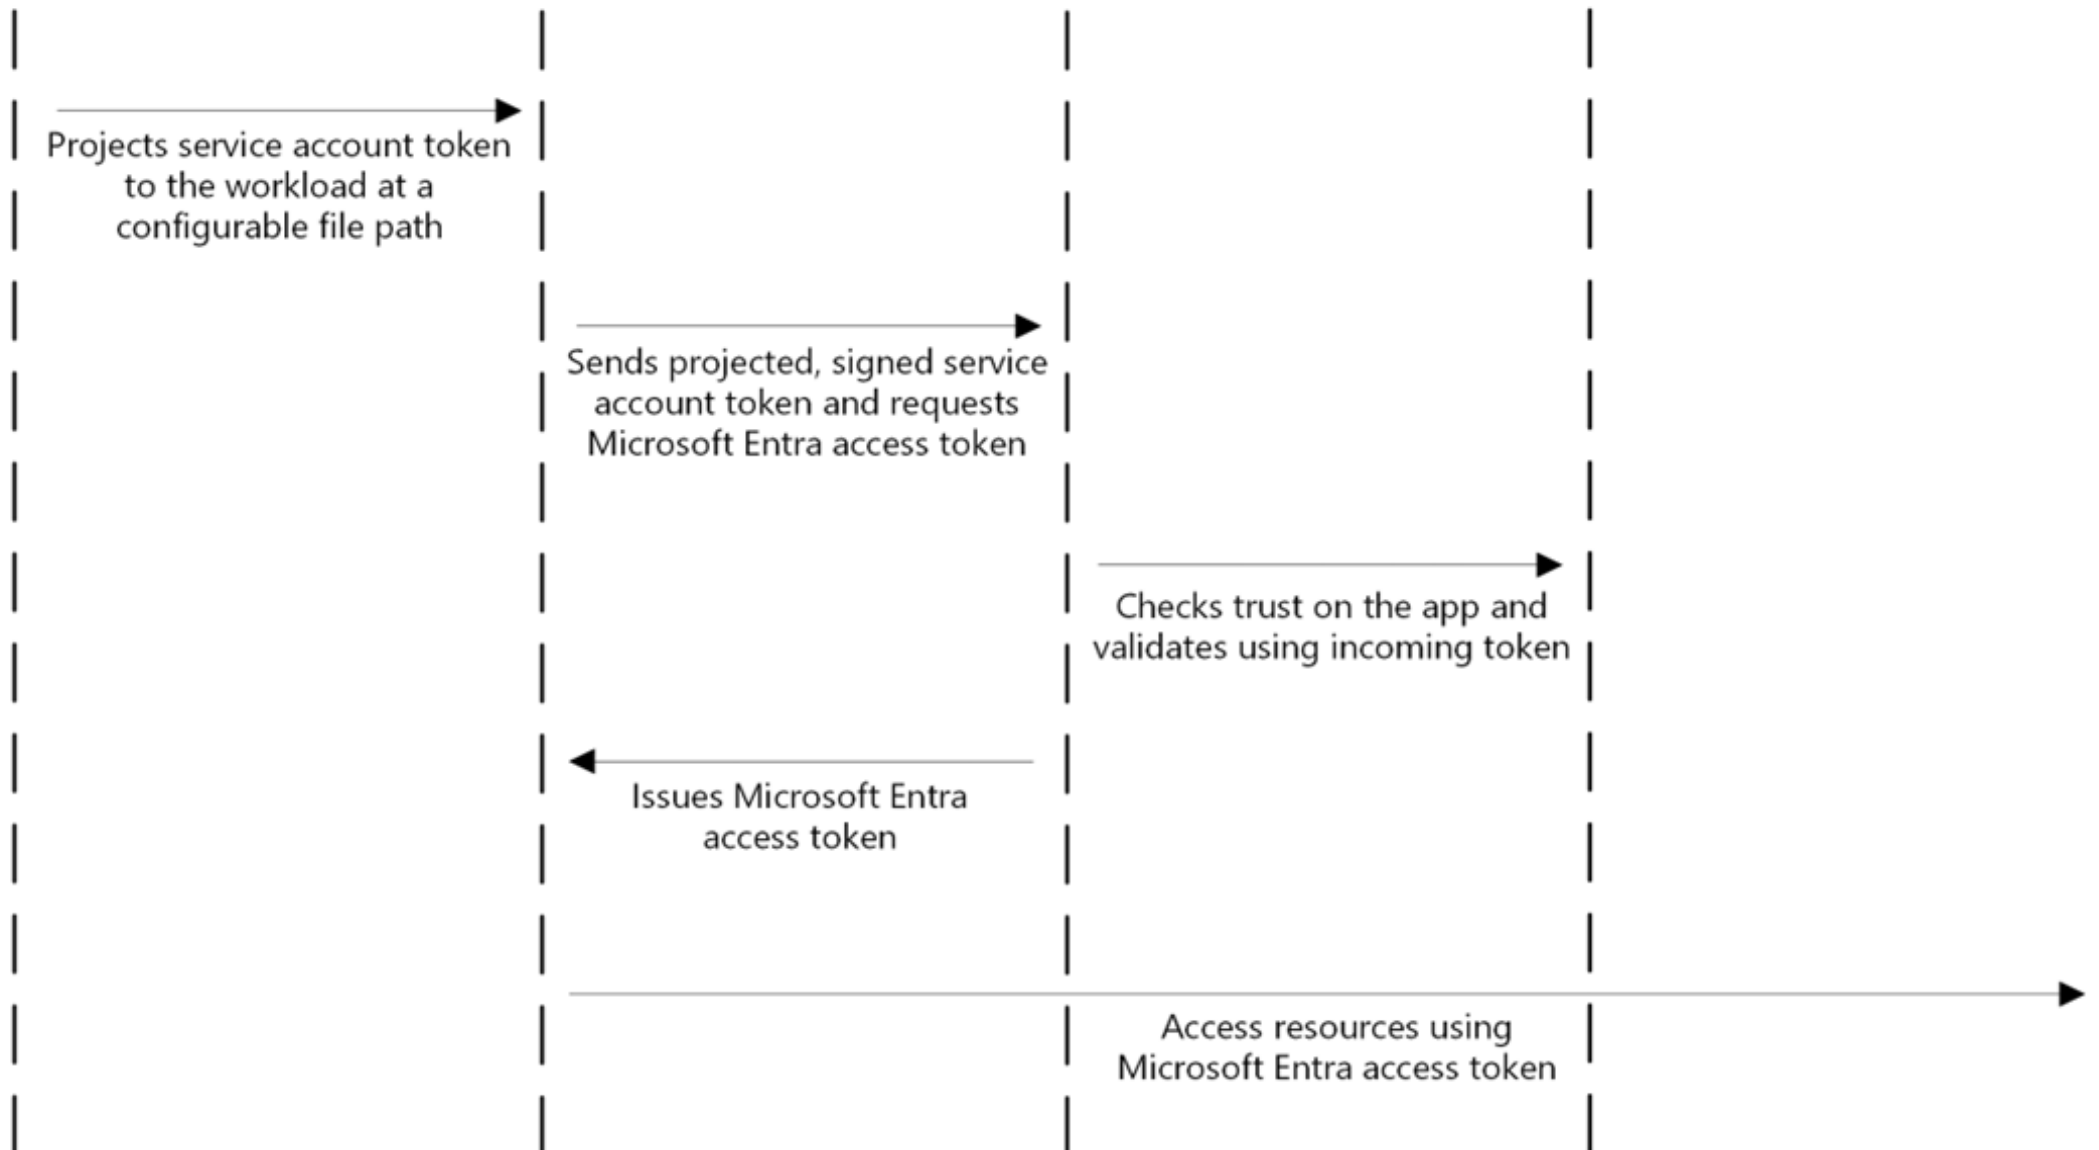 Projects service account token
to the workload at a
configurable file path
Sends projected, signed service
account token and requests
Microsoft Entra access token
Checks trust on the app and
validates using incoming token
Issues Microsoft Entra
access token
Access resources using
Microsoft Entra access token